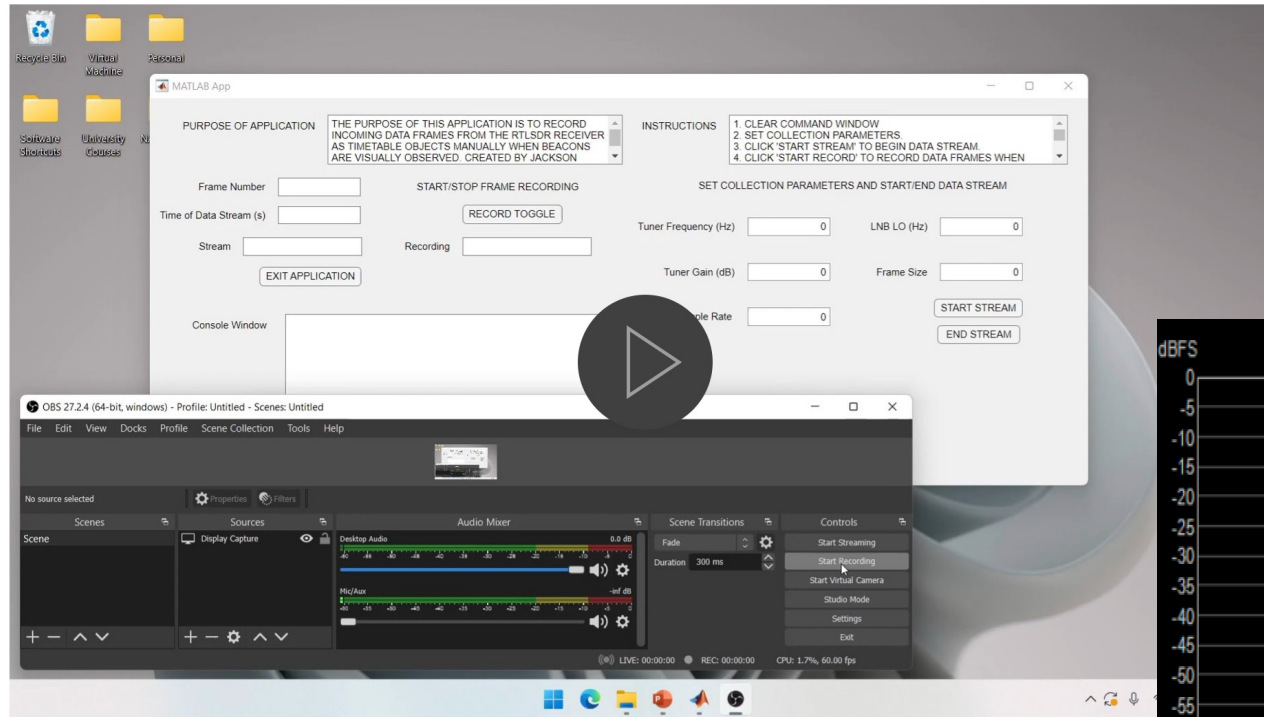 Recycle Bin
Virtual
Machine
Personal
Software
Shortcuts
University
Courses
MATLAB App
PURPOSE OF APPLICATION
THE PURPOSE OF THIS APPLICATION IS TO RECORD
INCOMING DATA FRAMES FROM THE RTLSDR RECEIVER
AS TIMETABLE OBJECTS MANUALLY WHEN BEACONS
ARE VISUALLY OBSERVED. CREATED BY JACKSON
INSTRUCTIONS
1. CLEAR COMMAND WINDOW
2. SET COLLECTION PARAMETERS.
3. CLICK 'START STREAM' TO BEGIN DATA STREAM.
4. CLICK 'START RECORD' TO RECORD DATA FRAMES WHEN
Frame Number
START/STOP FRAME RECORDING
SET COLLECTION PARAMETERS AND START/END DATA STREAM
Time of Data Stream (s)
RECORD TOGGLE
Tuner Frequency (Hz)
0
LNB LO (Hz)
0
Stream
Recording
EXIT APPLICATION
Tuner Gain (dB)
0
Frame Size
0
Rate
0
START STREAM
END STREAM
Console Window
OBS 27.2.4 (64-bit, windows) - Profile: Untitled - Scenes: Untitled
File Edit View Docks Profile Scene Collection Tools Help
No source selected
Properties
Filters
Scenes
Sources
Audio Mixer
Scene Transitions
Controls
Scene
Display Capture
Desktop Audio
0.0 dB
Mic/Aux
-inf dB
Fade
Duration 300 ms
Start Streaming
Start Recording
Start Virtual Camera
Studio Mode
Settings
Exit
LIVE: 00:00:00
REC: 00:00:00
CPU: 1.7%, 60.00 fps
dBFS
0
-5
-10
-15
-20
-25
-30
-35
-40
-45
-50
-55